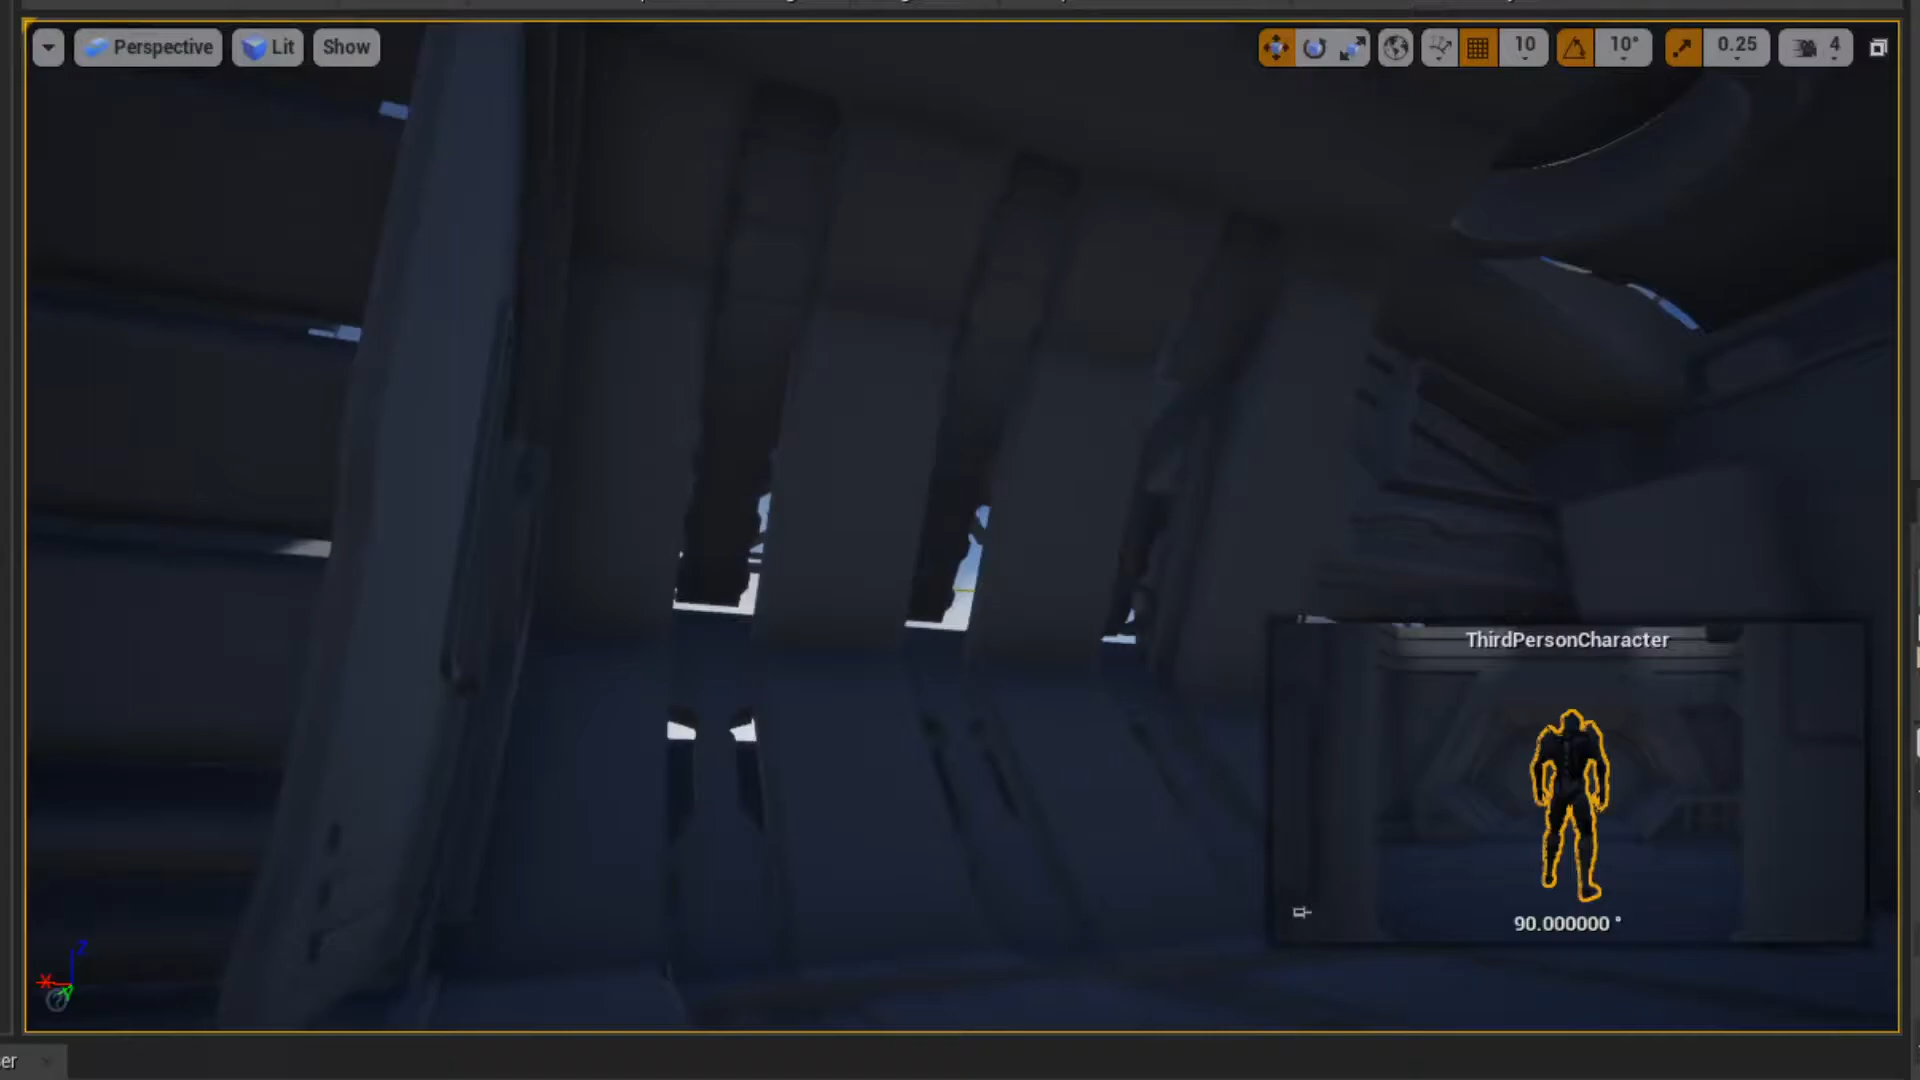 Perspective
Lit
Show
10
10°
0.25
4
ThirdPersonCharacter
90.000000 °
Z
X
Y
er